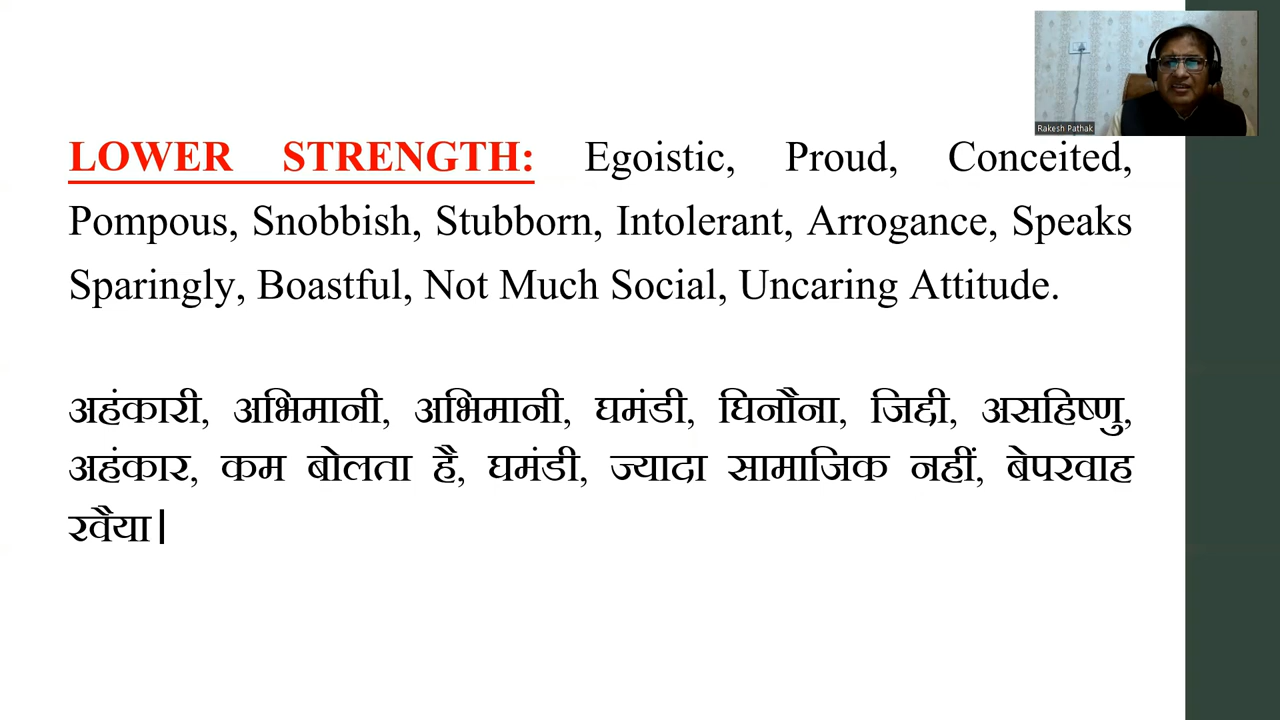 Rakesh Pathak
LOWER STRENGTH: Egoistic, Proud, Conceited,
Pompous, Snobbish, Stubborn, Intolerant, Arrogance, Speaks
Sparingly, Boastful, Not Much Social, Uncaring Attitude.
अहंकारी, अभिमानी, अभिमानी, घमंडी, घिनौना, जिद्दी, असहिष्णु,
अहंकार, कम बोलता है, घमंडी, ज्यादा सामाजिक नहीं, बेपरवाह
रवैया।